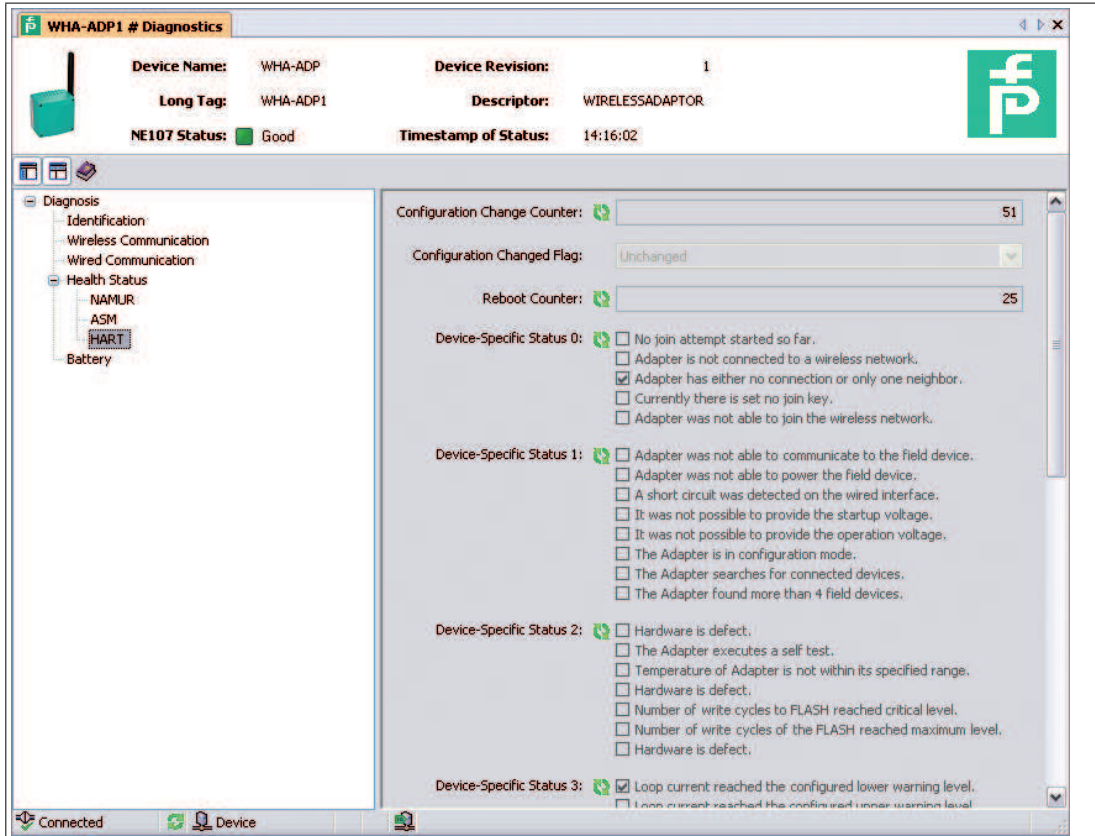 WHA-ADP1 # Diagnostics
Device Name: WHA-ADP Device Revision: 1
Long Tag: WHA-ADP1 Descriptor: WIRELESSADAPTOR
NE107 Status: Good Timestamp of Status: 14:16:02
Diagnosis
Identification
Wireless Communication
Wired Communication
Health Status
NAMUR
ASM
HART
Battery
Configuration Change Counter: 51
Configuration Changed Flag: Unchanged
Reboot Counter: 25
Device-Specific Status 0: No join attempt started so far.
Adapter is not connected to a wireless network.
Adapter has either no connection or only one neighbor.
Currently there is set no join key.
Adapter was not able to join the wireless network.
Device-Specific Status 1: Adapter was not able to communicate to the field device.
Adapter was not able to power the field device.
A short circuit was detected on the wired interface.
It was not possible to provide the startup voltage.
It was not possible to provide the operation voltage.
The Adapter is in configuration mode.
The Adapter searches for connected devices.
The Adapter found more than 4 field devices.
Device-Specific Status 2: Hardware is defect.
The Adapter executes a self test.
Temperature of Adapter is not within its specified range.
Hardware is defect.
Number of write cycles to FLASH reached critical level.
Number of write cycles of the FLASH reached maximum level.
Hardware is defect.
Device-Specific Status 3: Loop current reached the configured lower warning level.
Loop current reached the configured upper warning level
Connected Device